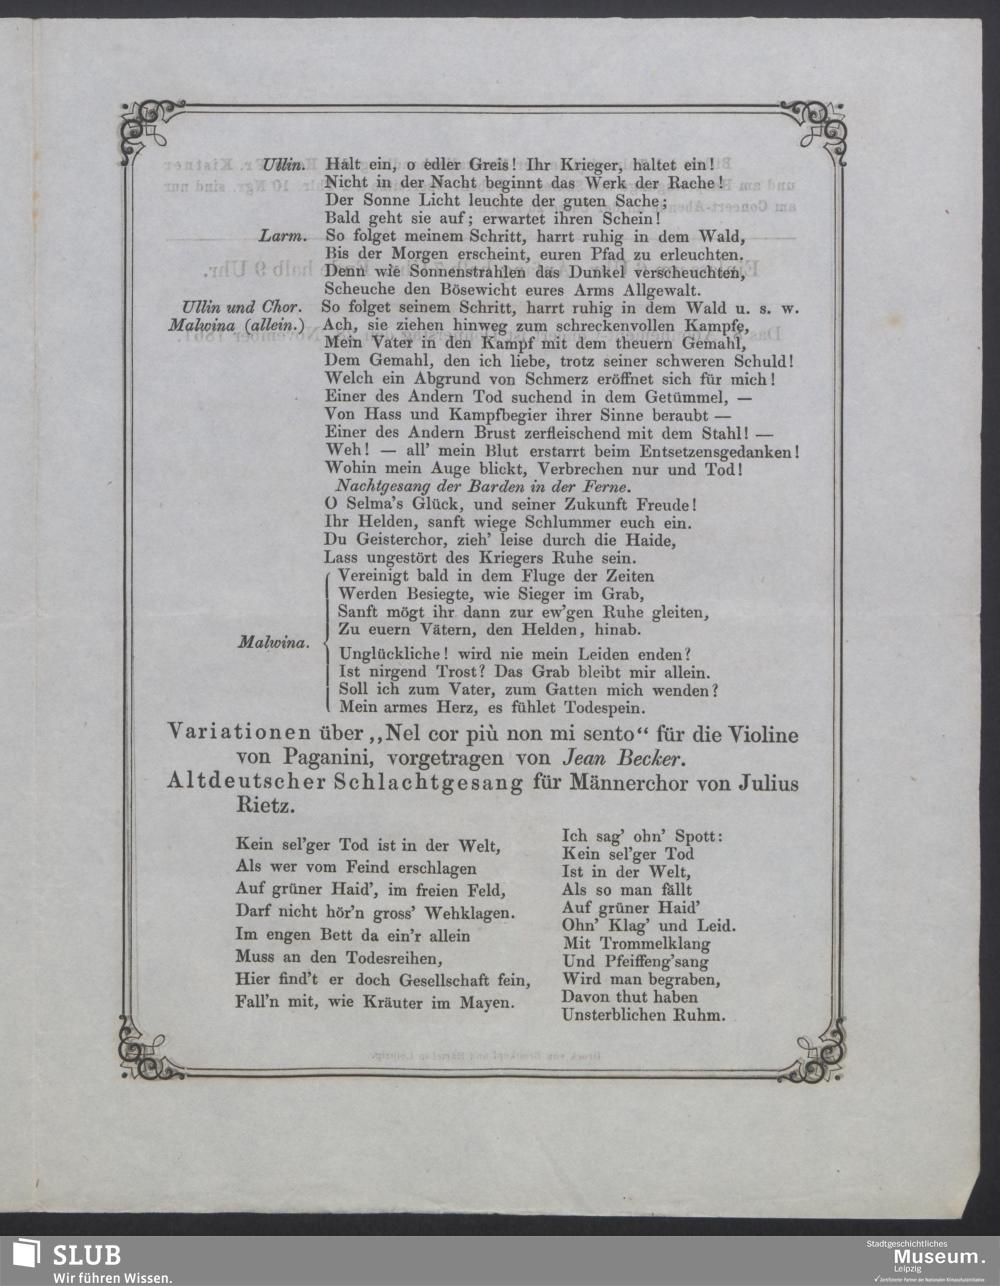 Ullin. Halt ein, o edler Greis! Ihr Krieger, haltet ein!
Nicht in der Nacht beginnt das Werk der Rache!
Der Sonne Licht leuchte der guten Sache;
Bald geht sie auf; erwartet ihren Schein!
Larm. So folget meinem Schritt, harrt ruhig in dem Wald,
Bis der Morgen erscheint, euren Pfad zu erleuchten.
Denn wie Sonnenstrahlen das Dunkel verscheuchten,
Scheuche den Bösewicht eures Arms Allgewalt.
Ullin und Chor. So folget seinem Schritt, harrt ruhig in dem Wald u. s. w.
Malwina (allein.) Ach, sie ziehen hinweg zum schreckenvollen Kampfe,
Mein Vater in den Kampf mit dem theuern Gemahl,
Dem Gemahl, den ich liebe, trotz seiner schweren Schuld!
Welch ein Abgrund von Schmerz eröffnet sich für mich!
Einer des Andern Tod suchend in dem Getümmel, —
Von Hass und Kampfbegier ihrer Sinne beraubt —
Einer des Andern Brust zerfleischend mit dem Stahl! —
Weh! — all' mein Blut erstarrt beim Entsetzensgedanken!
Wohin mein Auge blickt, Verbrechen nur und Tod!
Nachtgesang der Barden in der Ferne.
O Selma's Glück, und seiner Zukunft Freude!
Ihr Helden, sanft wiege Schlummer euch ein.
Du Geisterchor, zieh' leise durch die Haide,
Lass ungestört des Kriegers Ruhe sein.
Vereinigt bald in dem Fluge der Zeiten
Werden Besiegte, wie Sieger im Grab,
Sanft mögt ihr dann zur ew'gen Ruhe gleiten,
Zu euern Vätern, den Helden, hinab.
Malwina.
Unglückliche! wird nie mein Leiden enden?
Ist nirgend Trost? Das Grab bleibt mir allein.
Soll ich zum Vater, zum Gatten mich wenden?
Mein armes Herz, es fühlet Todespein.
Variationen über „Nel cor più non mi sento“ für die Violine
von Paganini, vorgetragen von Jean Becker.
Altdeutscher Schlachtgesang für Männerchor von Julius
Rietz.
Kein sel'ger Tod ist in der Welt,
Als wer vom Feind erschlagen
Auf grüner Haid', im freien Feld,
Darf nicht hör'n gross' Wehklagen.
Im engen Bett da ein'r allein
Muss an den Todesreihen,
Hier find't er doch Gesellschaft fein,
Fall'n mit, wie Kräuter im Mayen.
Ich sag' ohn' Spott:
Kein sel'ger Tod
Ist in der Welt,
Als so man fällt
Auf grüner Haid'
Ohn' Klag' und Leid.
Mit Trommelklang
Und Pfeiffeng'sang
Wird man begraben,
Davon thut haben
Unsterblichen Ruhm.
SLUB
Wir führen Wissen.
Stadtgeschichtliches
Museum.
Leipzig